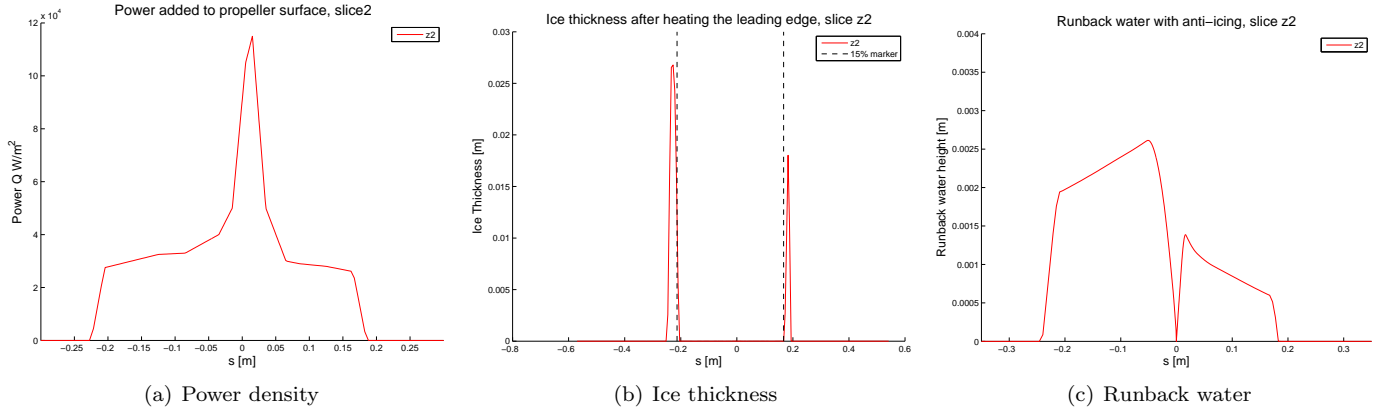 Power added to propeller surface, slice2
x 10⁴
z2
12
10
8
6
4
2
0
Power Q W/m²
−0.25 −0.2 −0.15 −0.1 −0.05 0 0.05 0.1 0.15 0.2 0.25
s [m]
(a) Power density
Ice thickness after heating the leading edge, slice z2
z2
15% marker
0.03
0.025
0.02
0.015
0.01
0.005
0
Ice Thickness [m]
−0.8 −0.6 −0.4 −0.2 0 0.2 0.4 0.6
s [m]
(b) Ice thickness
Runback water with anti-icing, slice z2
z2
0.004
0.0035
0.003
0.0025
0.002
0.0015
0.001
0.0005
0
Runback water height [m]
−0.3 −0.2 −0.1 0 0.1 0.2 0.3
s [m]
(c) Runback water